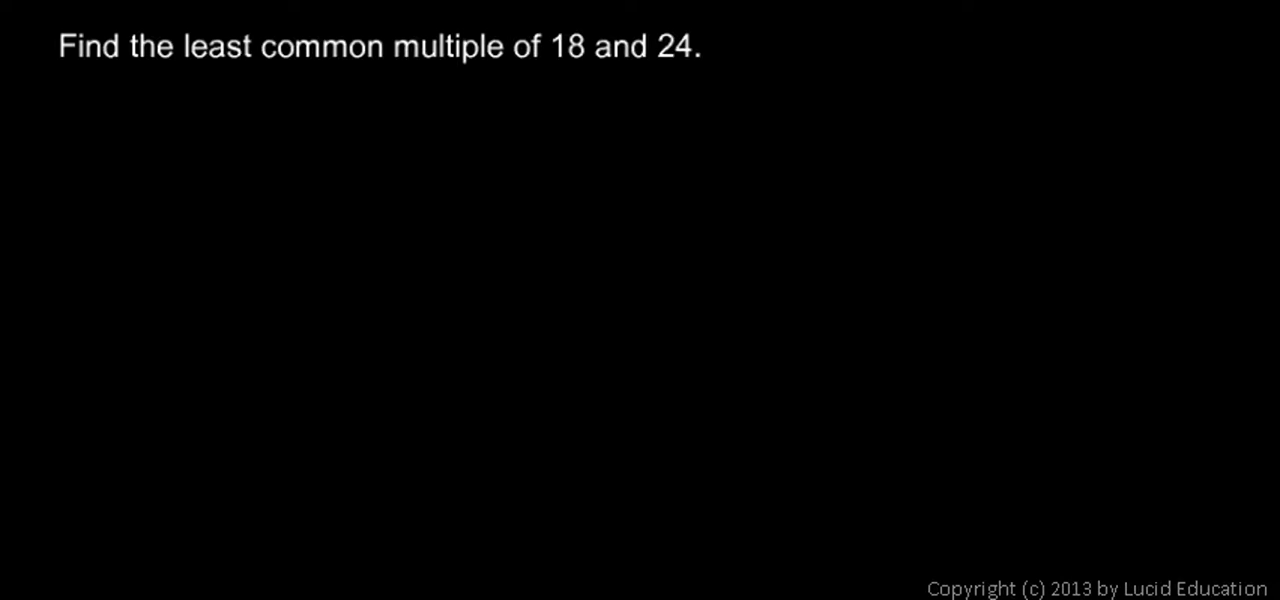 Find the least common multiple of 18 and 24.
Copyright (c) 2013 by Lucid Education